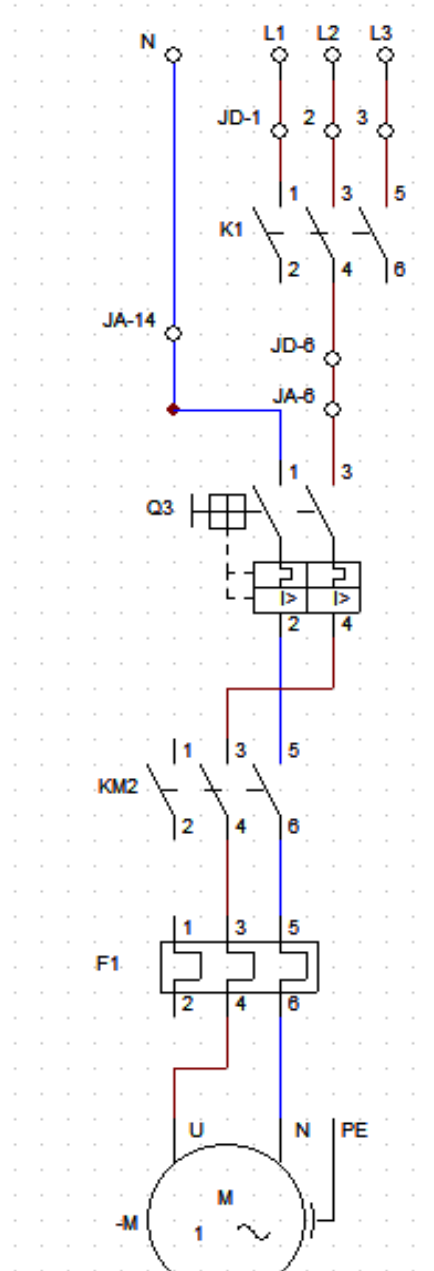 N L1 L2 L3
JD-1 2 3
1 3 5
K1
2 4 6
JA-14
JD-6
JA-6
1 3
Q3
I> I>
2 4
1 3 5
KM2
2 4 6
1 3 5
F1
2 4 6
U N PE
M
-M
1